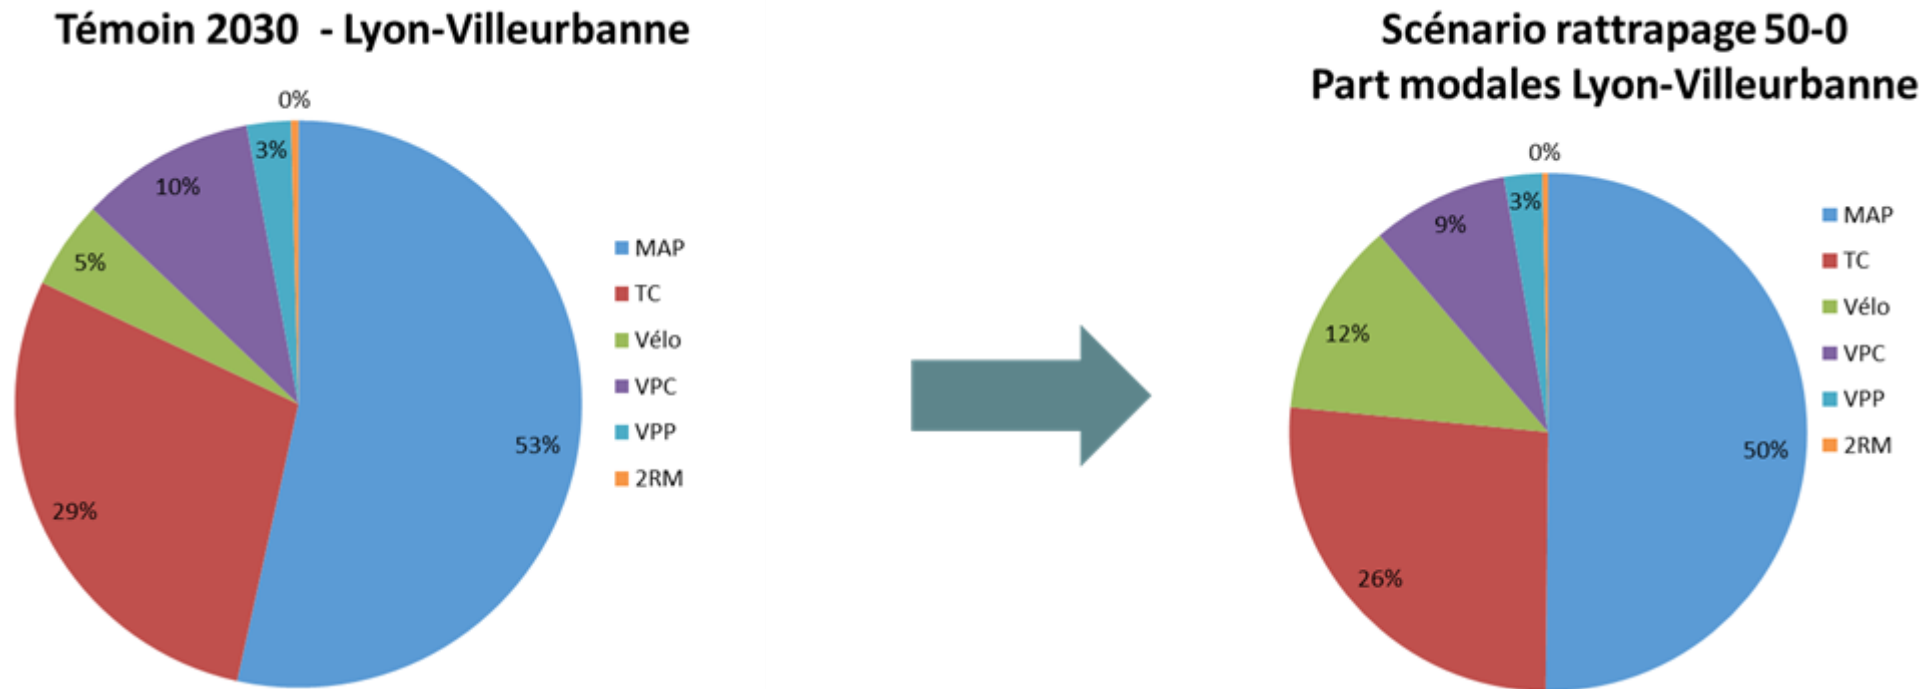 Témoin 2030 - Lyon-Villeurbanne
0%
3%
10%
5%
29%
53%
MAP
TC
Vélo
VPC
VPP
2RM
Scénario rattrapage 50-0
Part modales Lyon-Villeurbanne
0%
3%
9%
12%
26%
50%
MAP
TC
Vélo
VPC
VPP
2RM